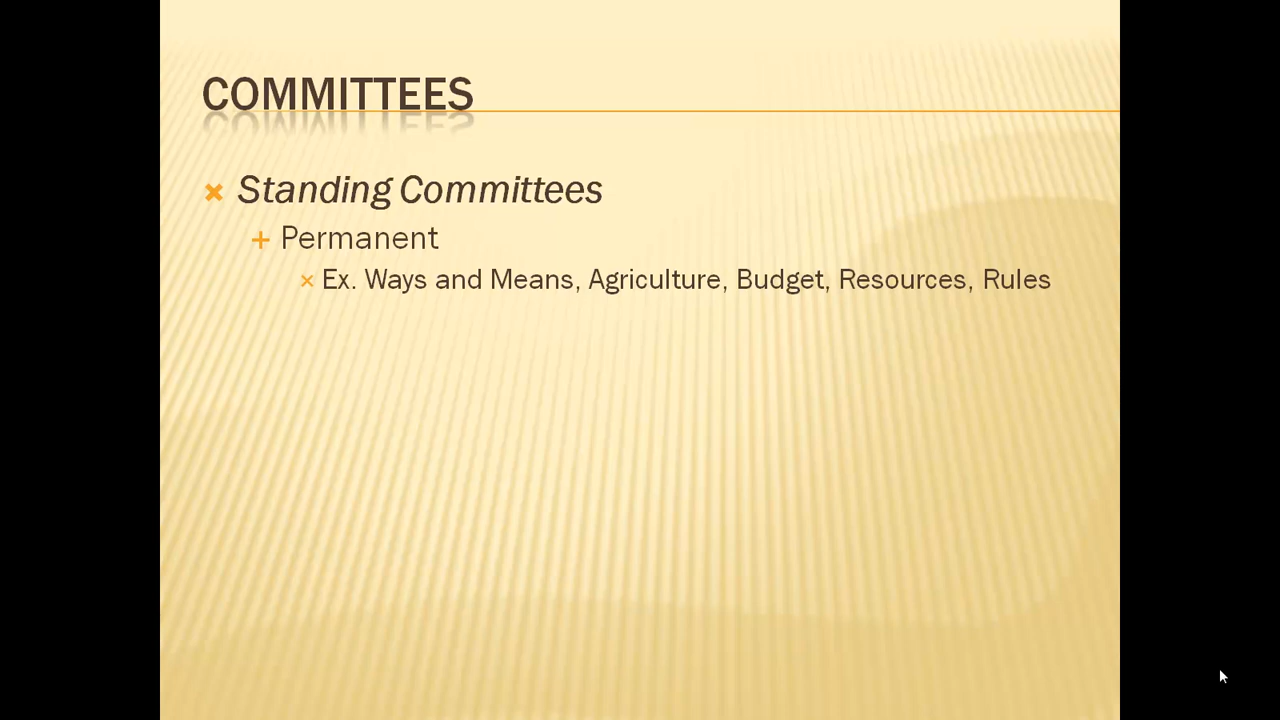 COMMITTEES
Standing Committees
Permanent
Ex. Ways and Means, Agriculture, Budget, Resources, Rules